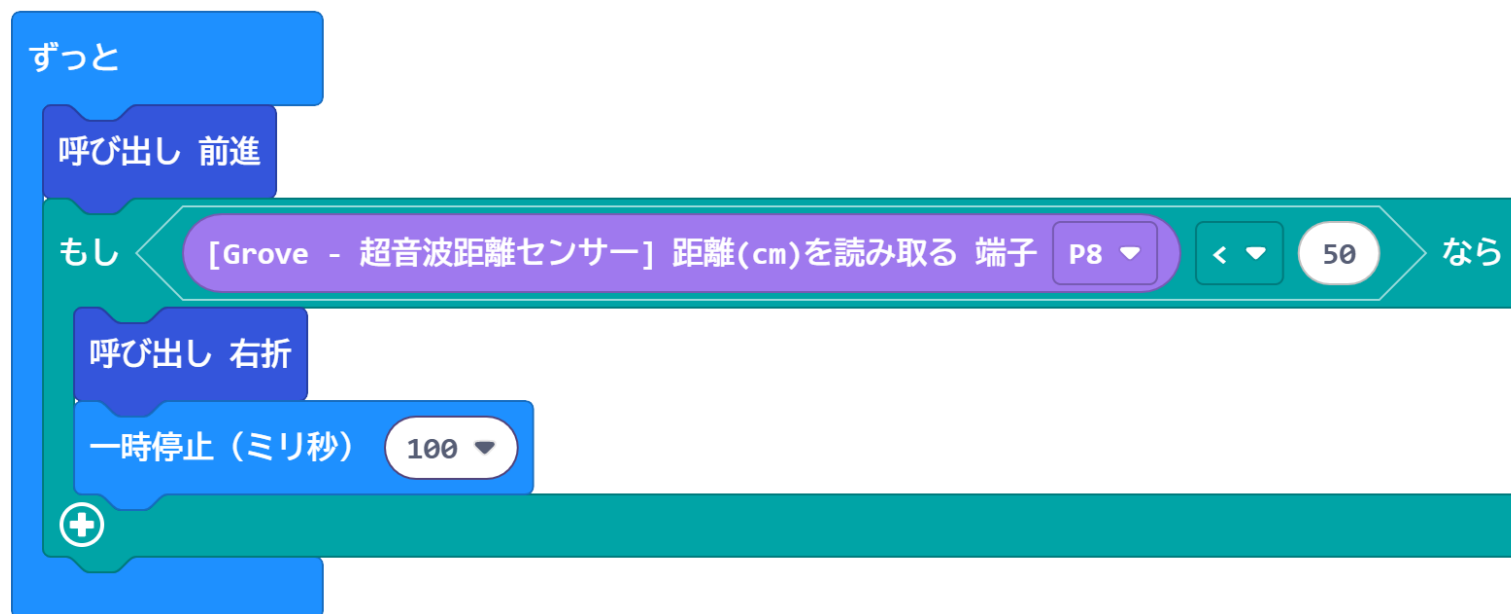 ずっと
呼び出し 前進
もし [Grove - 超音波距離センサー] 距離(cm)を読み取る 端子 P8 < 50 なら
呼び出し 右折
一時停止（ミリ秒） 100